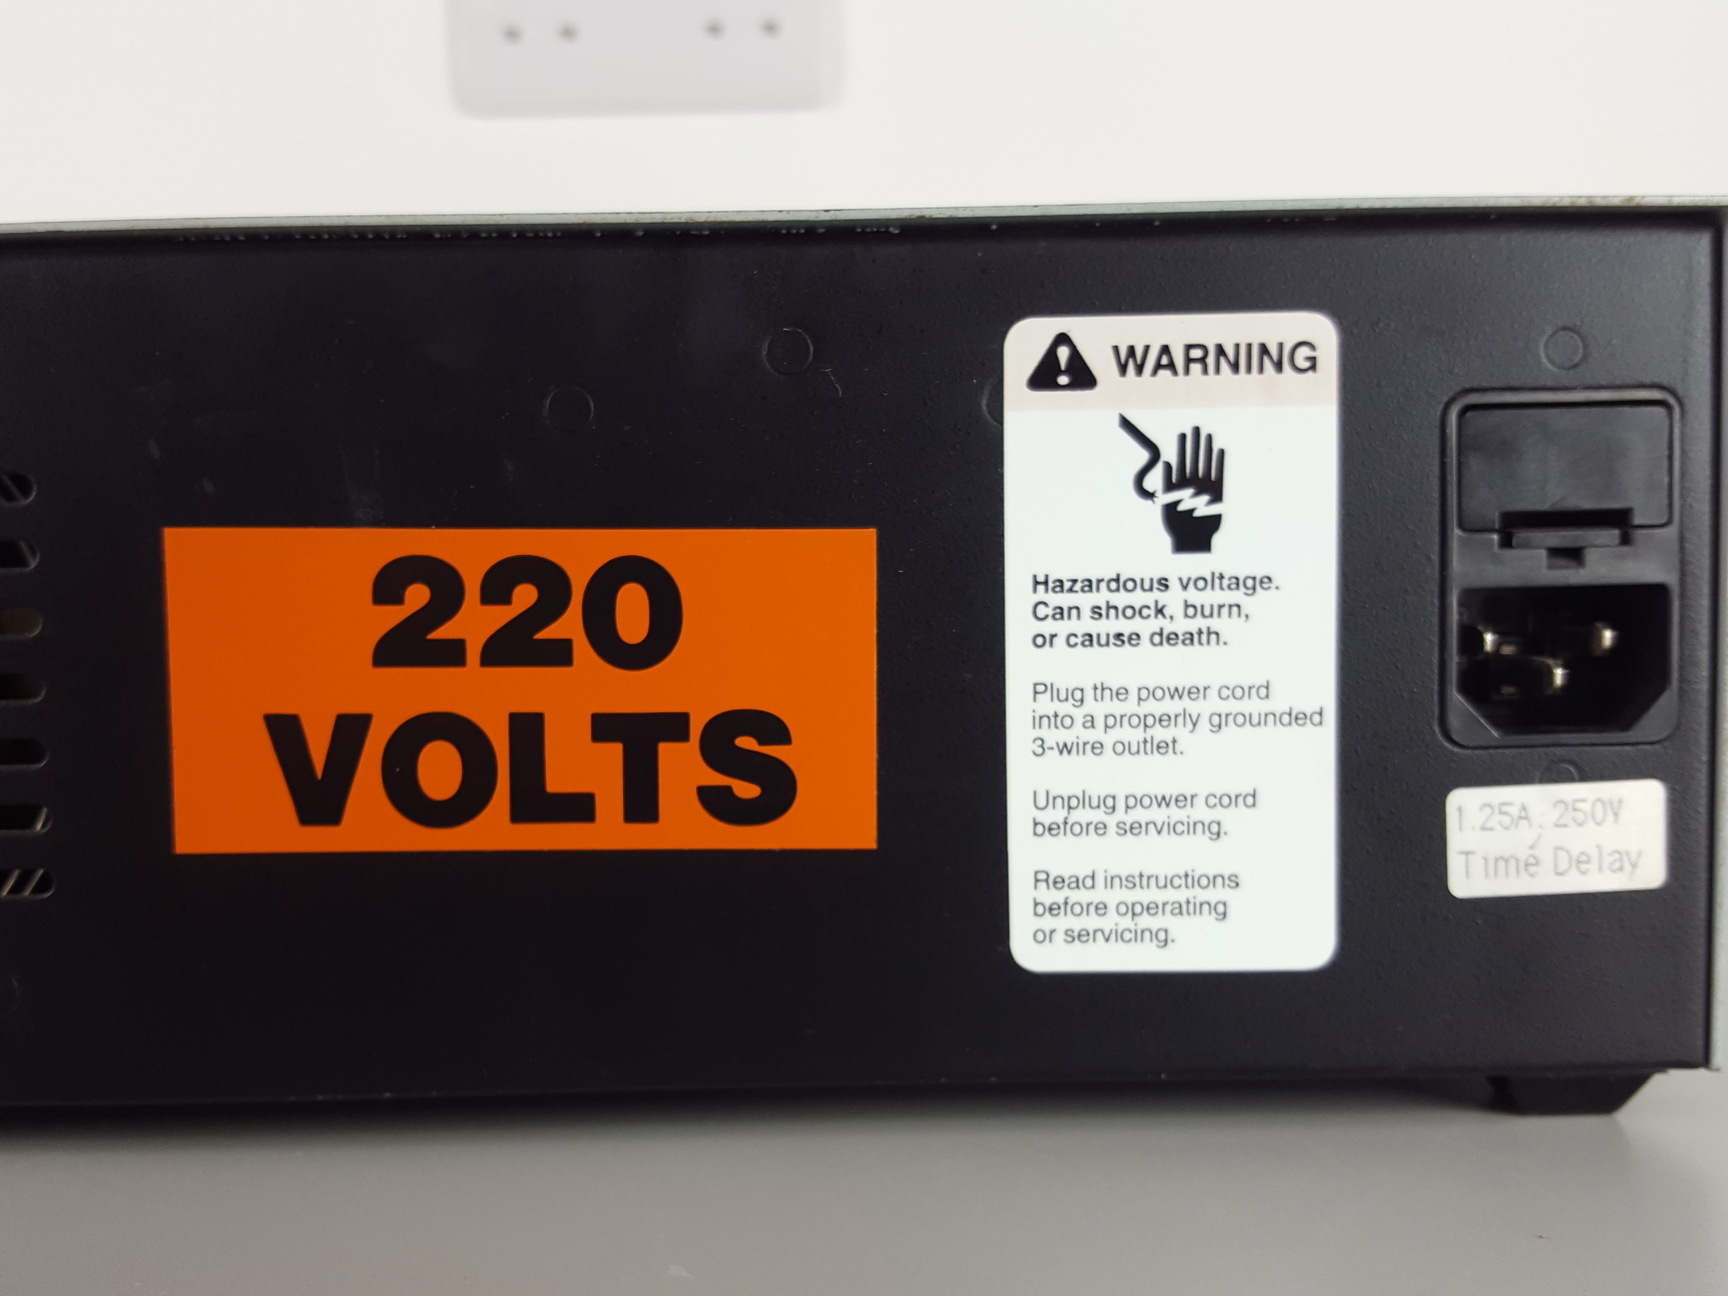 220
VOLTS
WARNING
Hazardous voltage.
Can shock, burn,
or cause death.
Plug the power cord
into a properly grounded
3-wire outlet.
Unplug power cord
before servicing.
Read instructions
before operating
or servicing.
1.25A, 250V
Time Delay